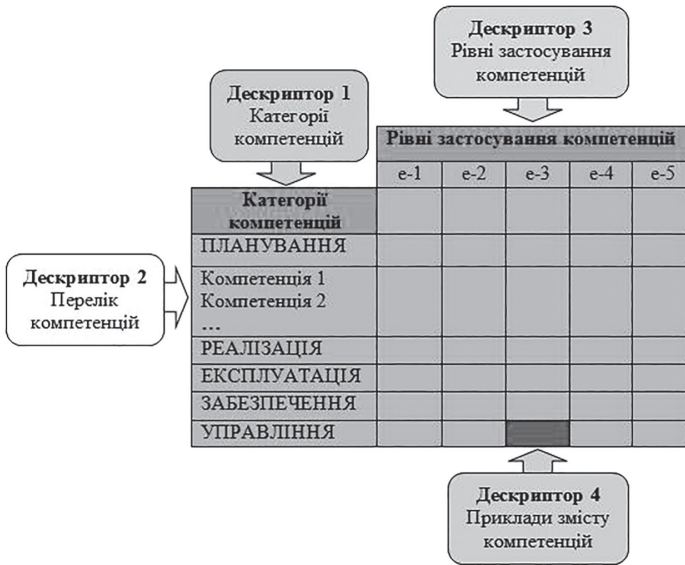 Дескриптор 3
Рівні застосування
компетенцій
Дескриптор 1
Категорії
компетенцій
Рівні застосування компетенцій
e-1 e-2 e-3 e-4 e-5
Категорії
компетенцій
ПЛАНУВАННЯ
Дескриптор 2
Перелік
компетенцій
Компетенція 1
Компетенція 2
...
РЕАЛІЗАЦІЯ
ЕКСПЛУАТАЦІЯ
ЗАБЕЗПЕЧЕННЯ
УПРАВЛІННЯ
Дескриптор 4
Приклади змісту
компетенцій